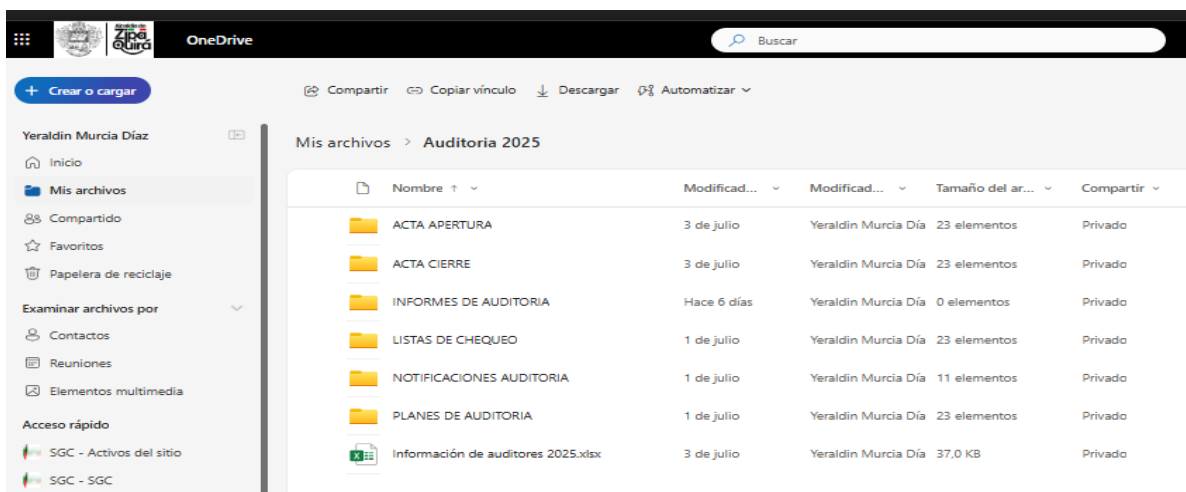 Alcaldía de
Zipa
Quirá
OneDrive
Buscar
Crear o cargar
Compartir
Copiar vínculo
Descargar
Automatizar
Yeraldin Murcia Díaz
Inicio
Mis archivos
Compartido
Favoritos
Papelera de reciclaje
Examinar archivos por
Contactos
Reuniones
Elementos multimedia
Acceso rápido
SGC - Activos del sitio
SGC - SGC
Mis archivos > Auditoria 2025
Nombre Modificad... Modificad... Tamaño del ar... Compartir
ACTA APERTURA 3 de julio Yeraldin Murcia Día 23 elementos Privado
ACTA CIERRE 3 de julio Yeraldin Murcia Día 23 elementos Privado
INFORMES DE AUDITORIA Hace 6 días Yeraldin Murcia Día 0 elementos Privado
LISTAS DE CHEQUEO 1 de julio Yeraldin Murcia Día 23 elementos Privado
NOTIFICACIONES AUDITORIA 1 de julio Yeraldin Murcia Día 11 elementos Privado
PLANES DE AUDITORIA 1 de julio Yeraldin Murcia Día 23 elementos Privado
Información de auditores 2025.xlsx 3 de julio Yeraldin Murcia Día 37,0 KB Privado